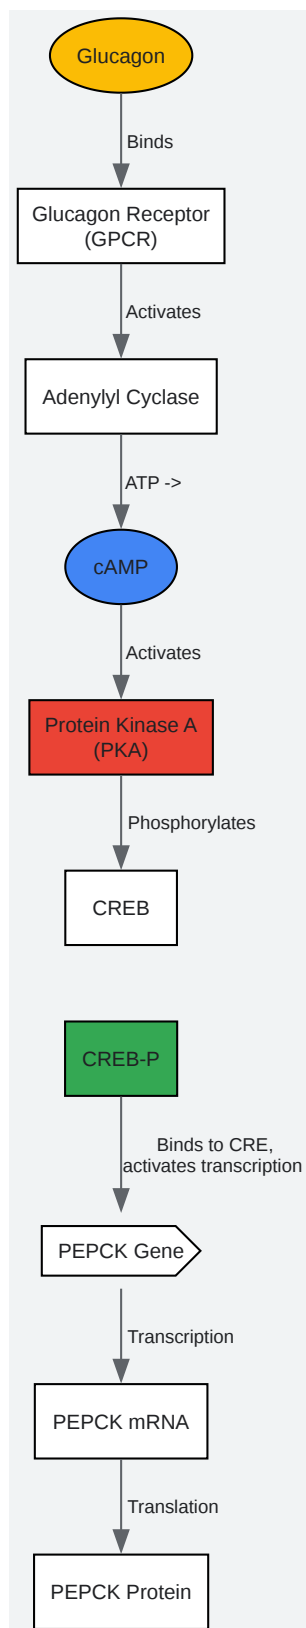 Glucagon
Binds
Glucagon Receptor
(GPCR)
Activates
Adenylyl Cyclase
ATP ->
cAMP
Activates
Protein Kinase A
(PKA)
Phosphorylates
CREB
CREB-P
Binds to CRE,
activates transcription
PEPCK Gene
Transcription
PEPCK mRNA
Translation
PEPCK Protein